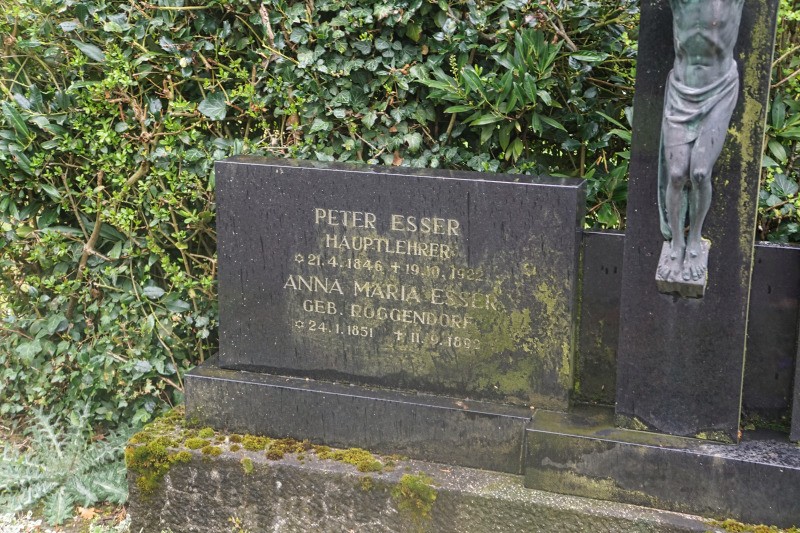 PETER ESSER
HAUPTLEHRER
✡ 21.4.1846 + 19.10.1922
ANNA MARIA ESSER
GEB. ROGGENDORF
✡ 24.1.1851 + 11.9.1892